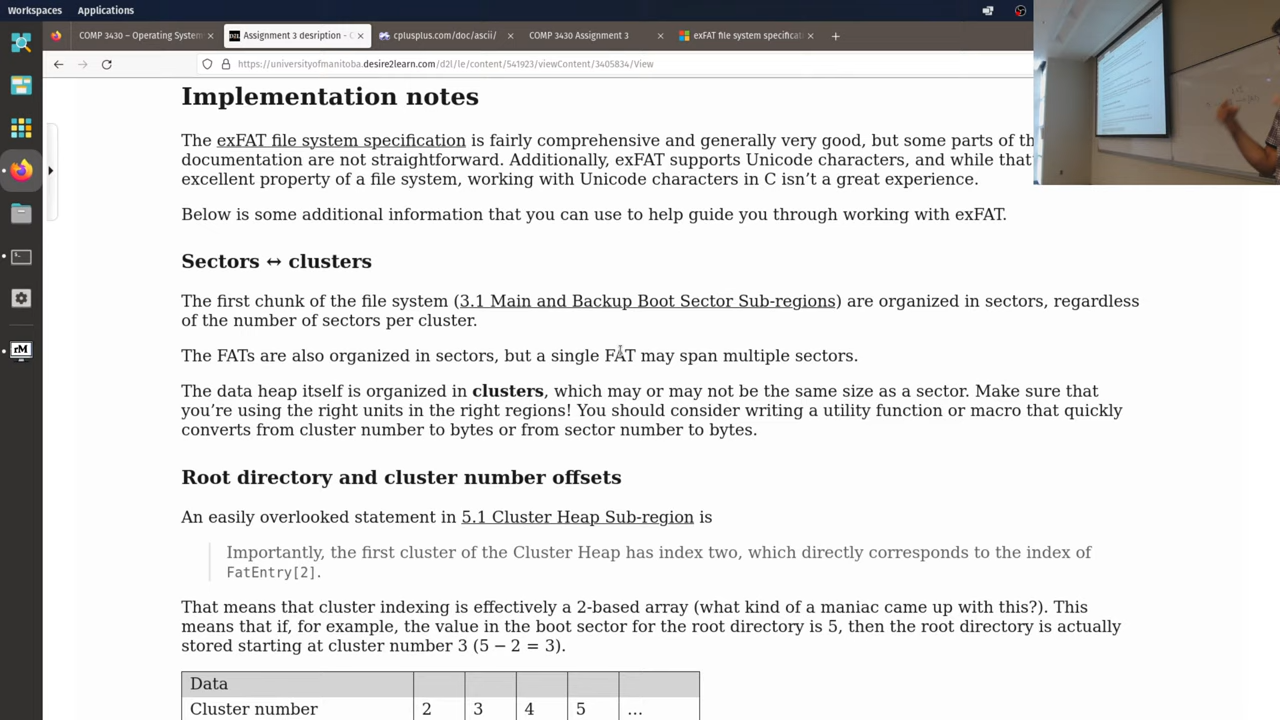 Workspaces
Applications
COMP 3430 – Operating System
Assignment 3 desription -
cplusplus.com/doc/ascii/
COMP 3430 Assignment 3
exFAT file system specificat
https://universityofmanitoba.desire2learn.com/d2l/le/content/541923/viewContent/3405834/View
Implementation notes
The exFAT file system specification is fairly comprehensive and generally very good, but some parts of th
documentation are not straightforward. Additionally, exFAT supports Unicode characters, and while that
excellent property of a file system, working with Unicode characters in C isn’t a great experience.
Below is some additional information that you can use to help guide you through working with exFAT.
Sectors ↔ clusters
The first chunk of the file system (3.1 Main and Backup Boot Sector Sub-regions) are organized in sectors, regardless
of the number of sectors per cluster.
The FATs are also organized in sectors, but a single FAT may span multiple sectors.
The data heap itself is organized in clusters, which may or may not be the same size as a sector. Make sure that
you’re using the right units in the right regions! You should consider writing a utility function or macro that quickly
converts from cluster number to bytes or from sector number to bytes.
Root directory and cluster number offsets
An easily overlooked statement in 5.1 Cluster Heap Sub-region is
Importantly, the first cluster of the Cluster Heap has index two, which directly corresponds to the index of
FatEntry[2].
That means that cluster indexing is effectively a 2-based array (what kind of a maniac came up with this?). This
means that if, for example, the value in the boot sector for the root directory is 5, then the root directory is actually
stored starting at cluster number 3 (5 − 2 = 3).
Data
Cluster number 2 3 4 5 ...
rM